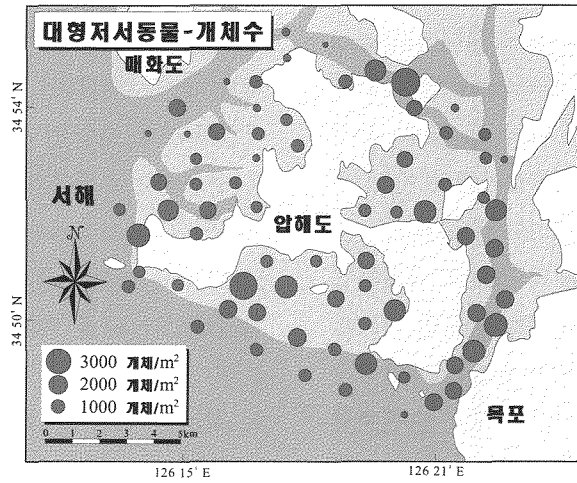 대형저서동물-개체수
매화도
34 54' N
서해
N
압해도
34 50' N
3000 개체/m²
2000 개체/m²
1000 개체/m²
0 1 2 3 4 5km
목포
126 15' E
126 21' E